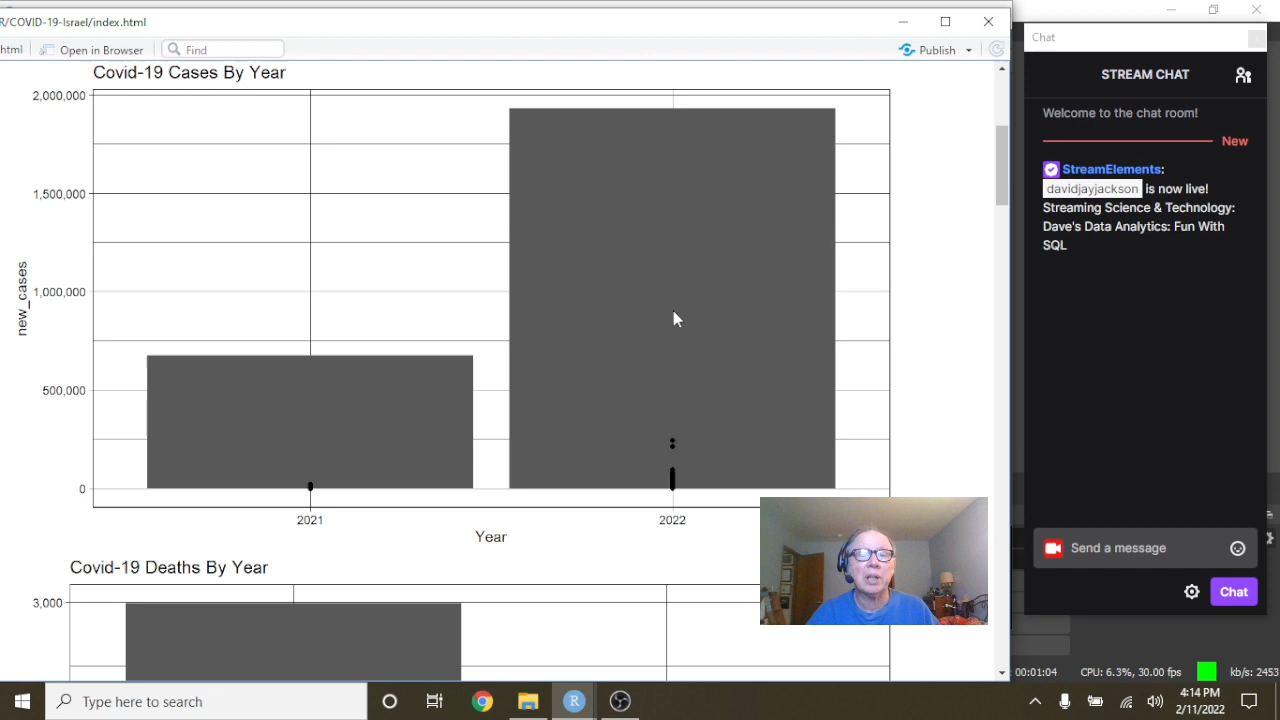 R/COVID-19-Israel/index.html
html
Open in Browser
Find
Publish
Covid-19 Cases By Year
2,000,000
1,500,000
1,000,000
500,000
0
new_cases
2021
2022
Year
Covid-19 Deaths By Year
3,000
Chat
STREAM CHAT
Welcome to the chat room!
New
StreamElements:
davidjayjackson is now live!
Streaming Science & Technology:
Dave's Data Analytics: Fun With
SQL
Send a message
Chat
:00:01:04
CPU: 6.3%, 30.00 fps
kb/s: 2453
Type here to search
R
4:14 PM
2/11/2022